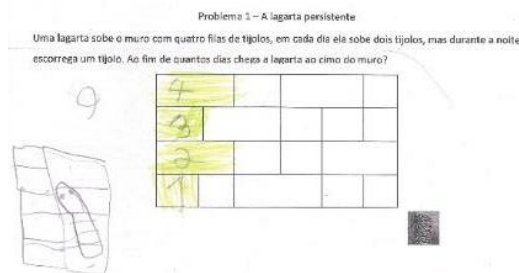 Problema 1 – A lagarta persistente
Uma lagarta sobe o muro com quatro filas de tijolos, em cada dia ela sobe dois tijolos, mas durante a noite
escorrega um tijolo. Ao fim de quantos dias chega a lagarta ao cimo do muro?
9
4
3
2
1